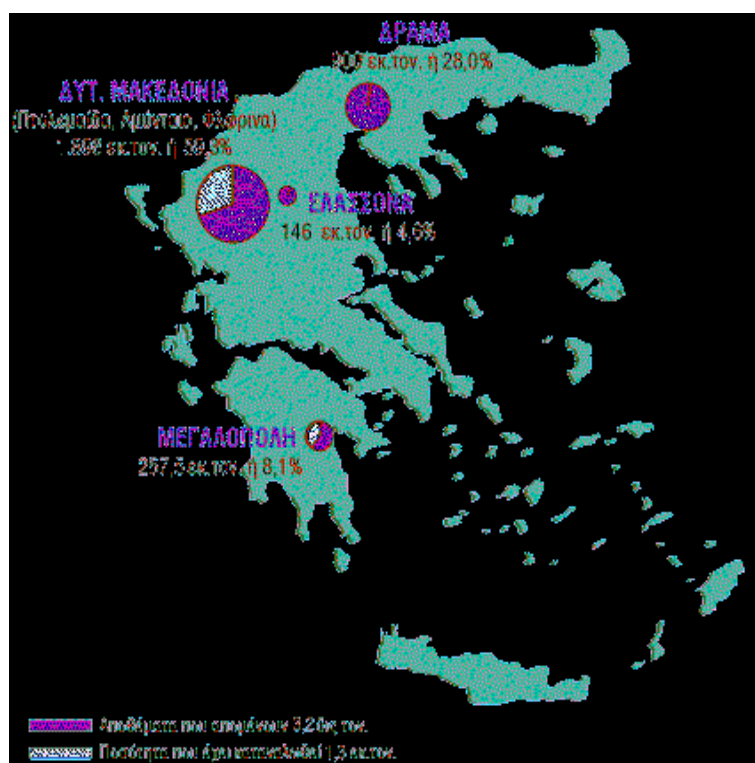 ΔΡΑΜΑ
900 εκ.τον. ή 28,0%
ΔΥΤ. ΜΑΚΕΔΟΝΙΑ
(Πτολεμαΐδα, Αμύνταιο, Φλώρινα)
εκ.τον. ή
ΕΛΑΣΣΟΝΑ
146 εκ.τον. ή 4,6%
ΜΕΓΑΛΟΠΟΛΗ
257,5 εκ.τον. ή 8,1%
Αποθέματα που απομένουν 3,2 δις τον.
Ποσότητα που έχει καταναλωθεί 1,3 εκ.τον.